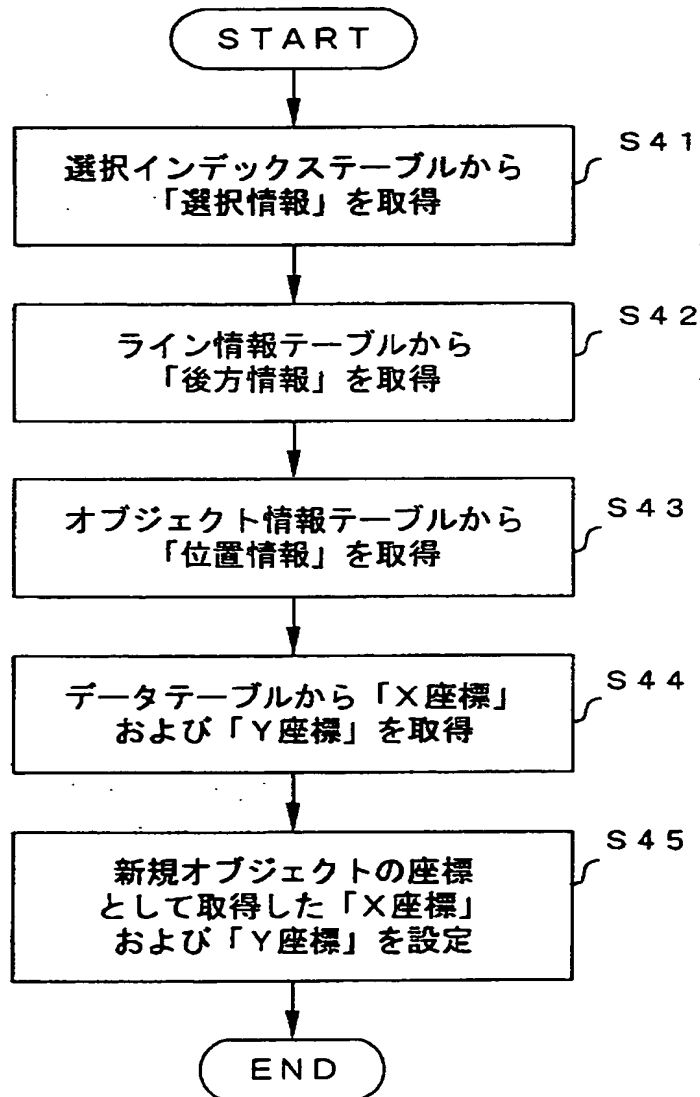 START
選択インデックステーブルから
「選択情報」を取得
S41
ライン情報テーブルから
「後方情報」を取得
S42
オブジェクト情報テーブルから
「位置情報」を取得
S43
データテーブルから「X座標」
および「Y座標」を取得
S44
新規オブジェクトの座標
として取得した「X座標」
および「Y座標」を設定
S45
END